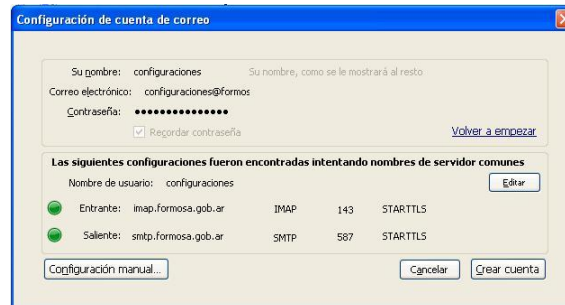 Configuración de cuenta de correo
Su nombre: configuraciones Su nombre, como se le mostrará al resto
Correo electrónico: configuraciones@formos
Contraseña: ●●●●●●●●●●●●●●●
Recordar contraseña Volver a empezar
Las siguientes configuraciones fueron encontradas intentando nombres de servidor comunes
Nombre de usuario: configuraciones Editar
Entrante: imap.formosa.gob.ar IMAP 143 STARTTLS
Saliente: smtp.formosa.gob.ar SMTP 587 STARTTLS
Configuración manual... Cancelar Crear cuenta